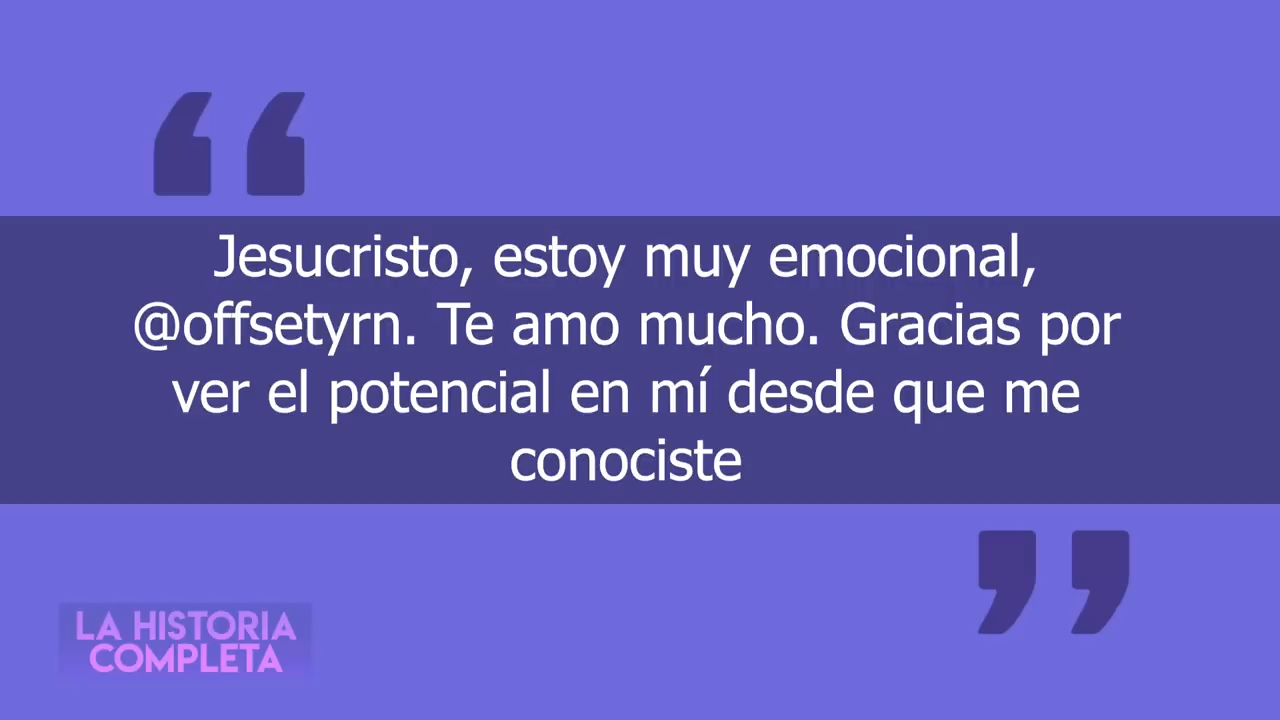 Jesucristo, estoy muy emocional,
@offsetyrn. Te amo mucho. Gracias por
ver el potencial en mí desde que me
conociste
LA HISTORIA
COMPLETA